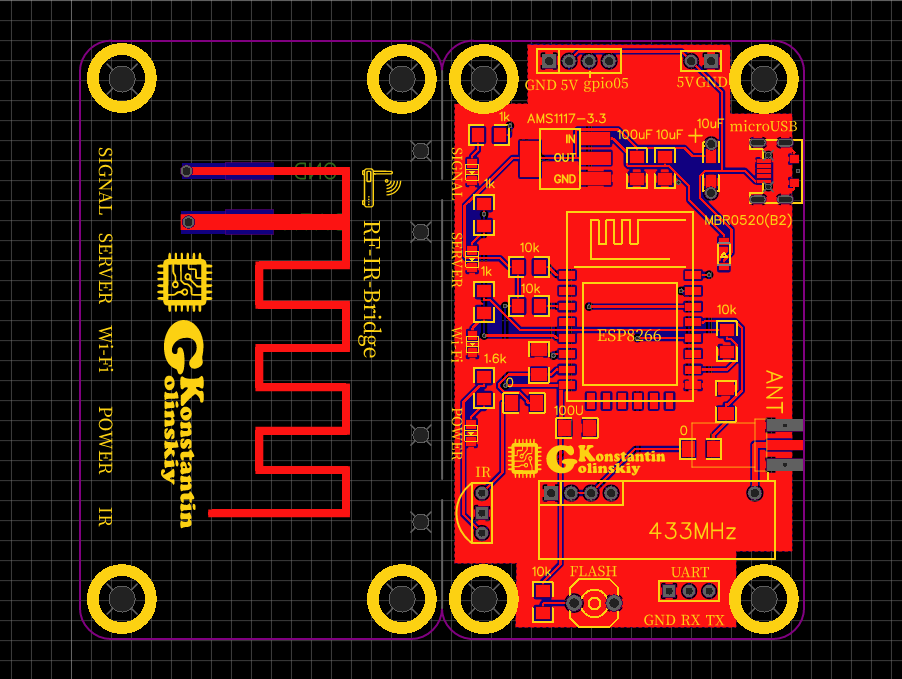 SIGNAL
SERVER
Wi-Fi
POWER
IR
GND
RF-IR-Bridge
Konstantin
olinskiy
GND 5V gpio05
5V GND
1k
AMS1117-3.3
IN
OUT
GND
100uF
10uF
+
10uF
microUSB
SIGNAL
1k
MBR0520(B2)
SERVER
10k
1k
10k
10k
ESP8266
Wi-Fi
1.6k
0
100U
ANT
POWER
0
IR
Konstantin
olinskiy
433MHz
10k
FLASH
UART
GND RX TX